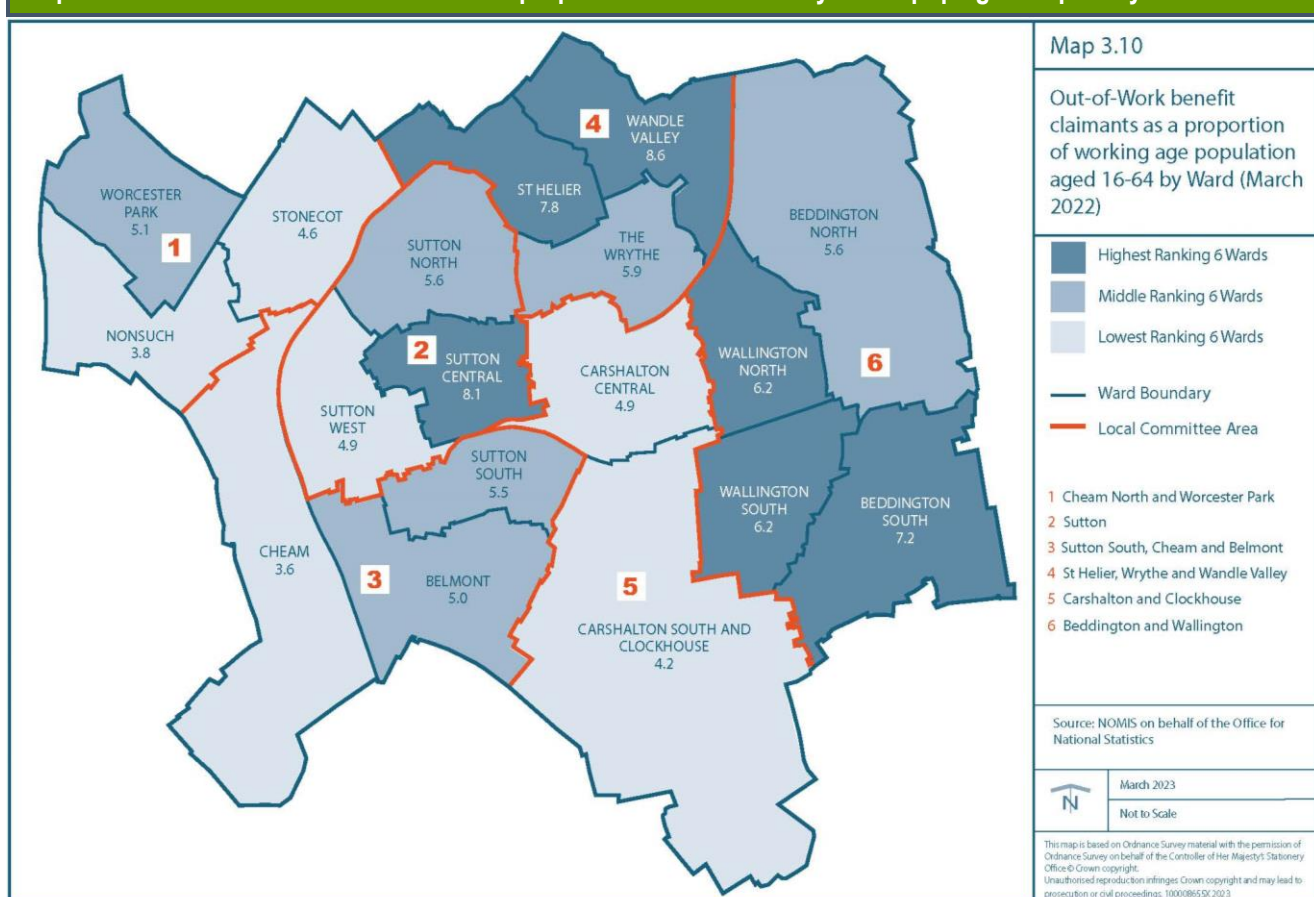 Map 3.10
Out-of-Work benefit
claimants as a proportion
of working age population
aged 16-64 by Ward (March
2022)
Highest Ranking 6 Wards
Middle Ranking 6 Wards
Lowest Ranking 6 Wards
Ward Boundary
Local Committee Area
1 Cheam North and Worcester Park
2 Sutton
3 Sutton South, Cheam and Belmont
4 St Helier, Wrythe and Wandle Valley
5 Carshalton and Clockhouse
6 Beddington and Wallington
Source: NOMIS on behalf of the Office for
National Statistics
N
March 2023
Not to Scale
This map is based on Ordnance Survey material with the permission of
Ordnance Survey on behalf of the Controller of Her Majesty's Stationery
Office © Crown copyright.
Unauthorised reproduction infringes Crown copyright and may lead to
prosecution or civil proceedings.
4
WANDLE
VALLEY
8.6
ST HELIER
7.8
WORCESTER
PARK
5.1
1
STONECOT
4.6
SUTTON
NORTH
5.6
THE
WRYTHE
5.9
BEDDINGTON
NORTH
5.6
NONSUCH
3.8
2
SUTTON
CENTRAL
8.1
CARSHALTON
CENTRAL
4.9
WALLINGTON
NORTH
6.2
6
SUTTON
WEST
4.9
SUTTON
SOUTH
5.5
WALLINGTON
SOUTH
6.2
BEDDINGTON
SOUTH
7.2
CHEAM
3.6
3
BELMONT
5.0
5
CARSHALTON SOUTH AND
CLOCKHOUSE
4.2